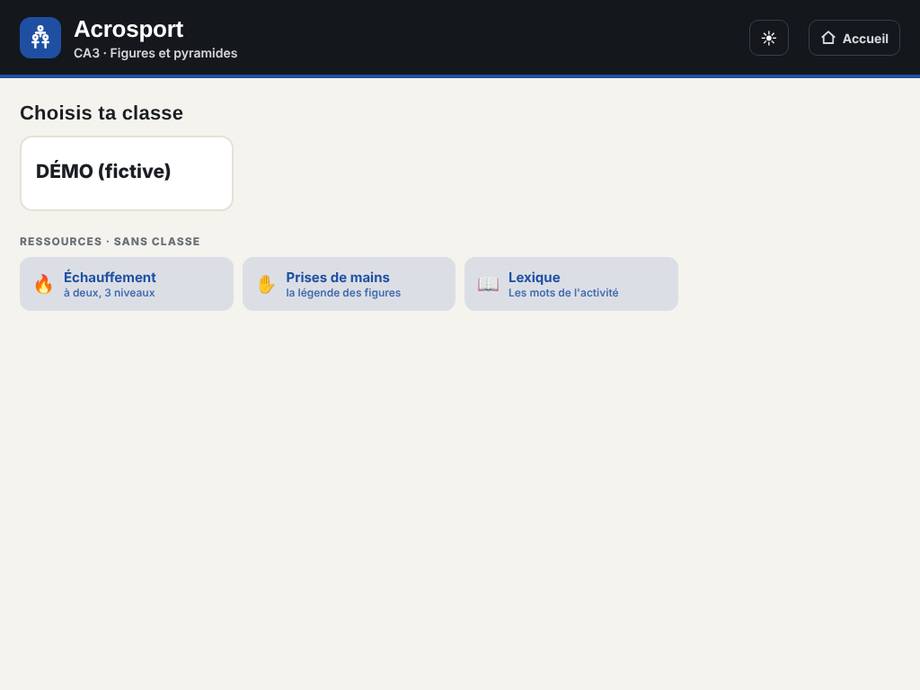 Acrosport
CA3 · Figures et pyramides
Accueil
Choisis ta classe
DÉMO (fictive)
RESSOURCES · SANS CLASSE
Échauffement
à deux, 3 niveaux
Prises de mains
la légende des figures
Lexique
Les mots de l'activité